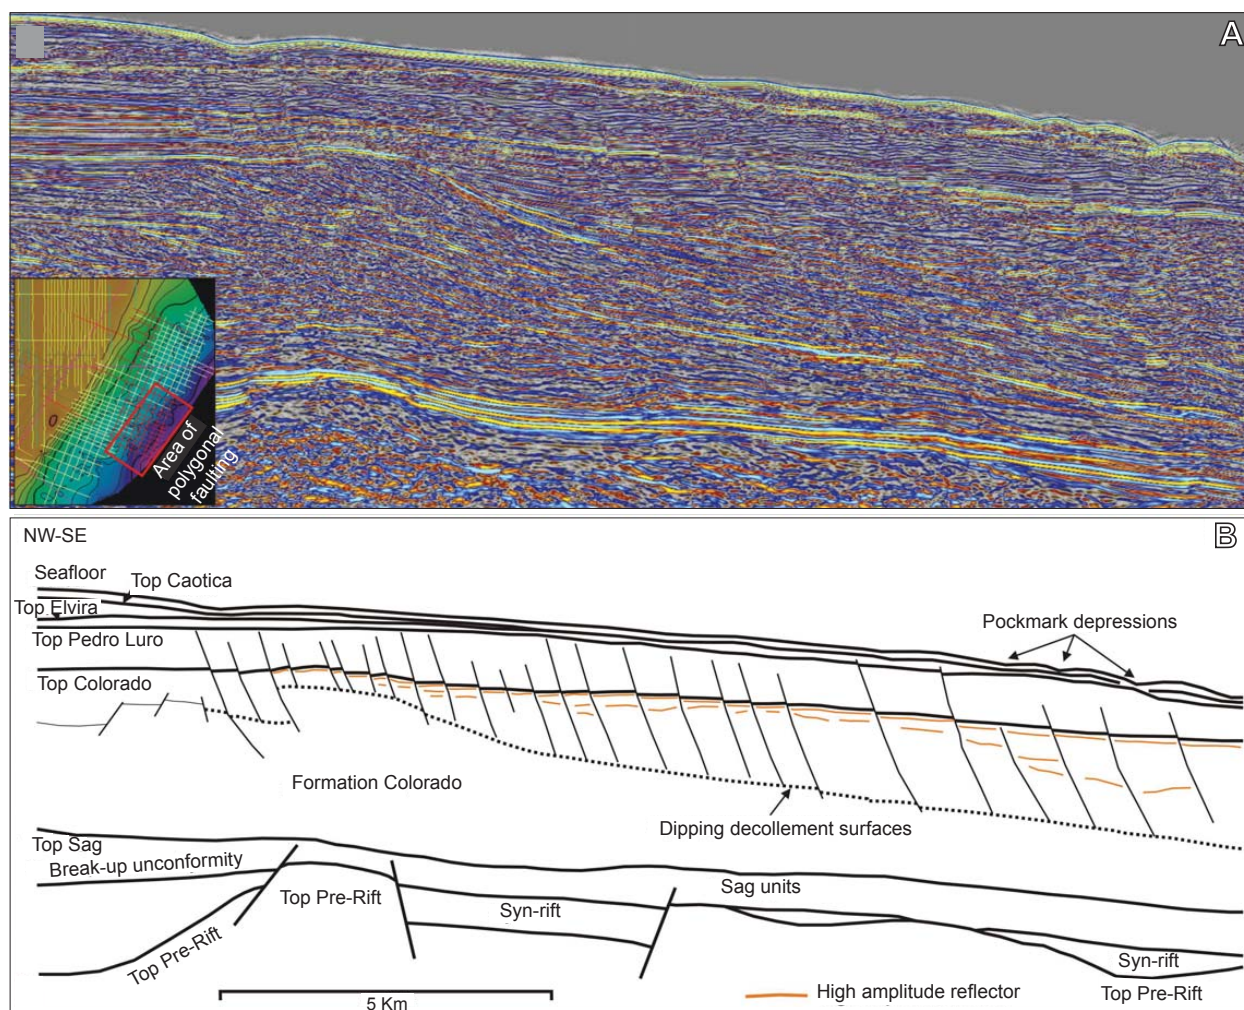 A
Area of
polygonal
faulting
B
NW-SE
Seafloor
Top Caotica
Top Elvira
Pockmark depressions
Top Pedro Luro
Top Colorado
Formation Colorado
Dipping decollement surfaces
Top Sag
Break-up unconformity
Top Pre-Rift
Sag units
Syn-rift
Top Pre-Rift
Syn-rift
Top Pre-Rift
5 Km
High amplitude reflector